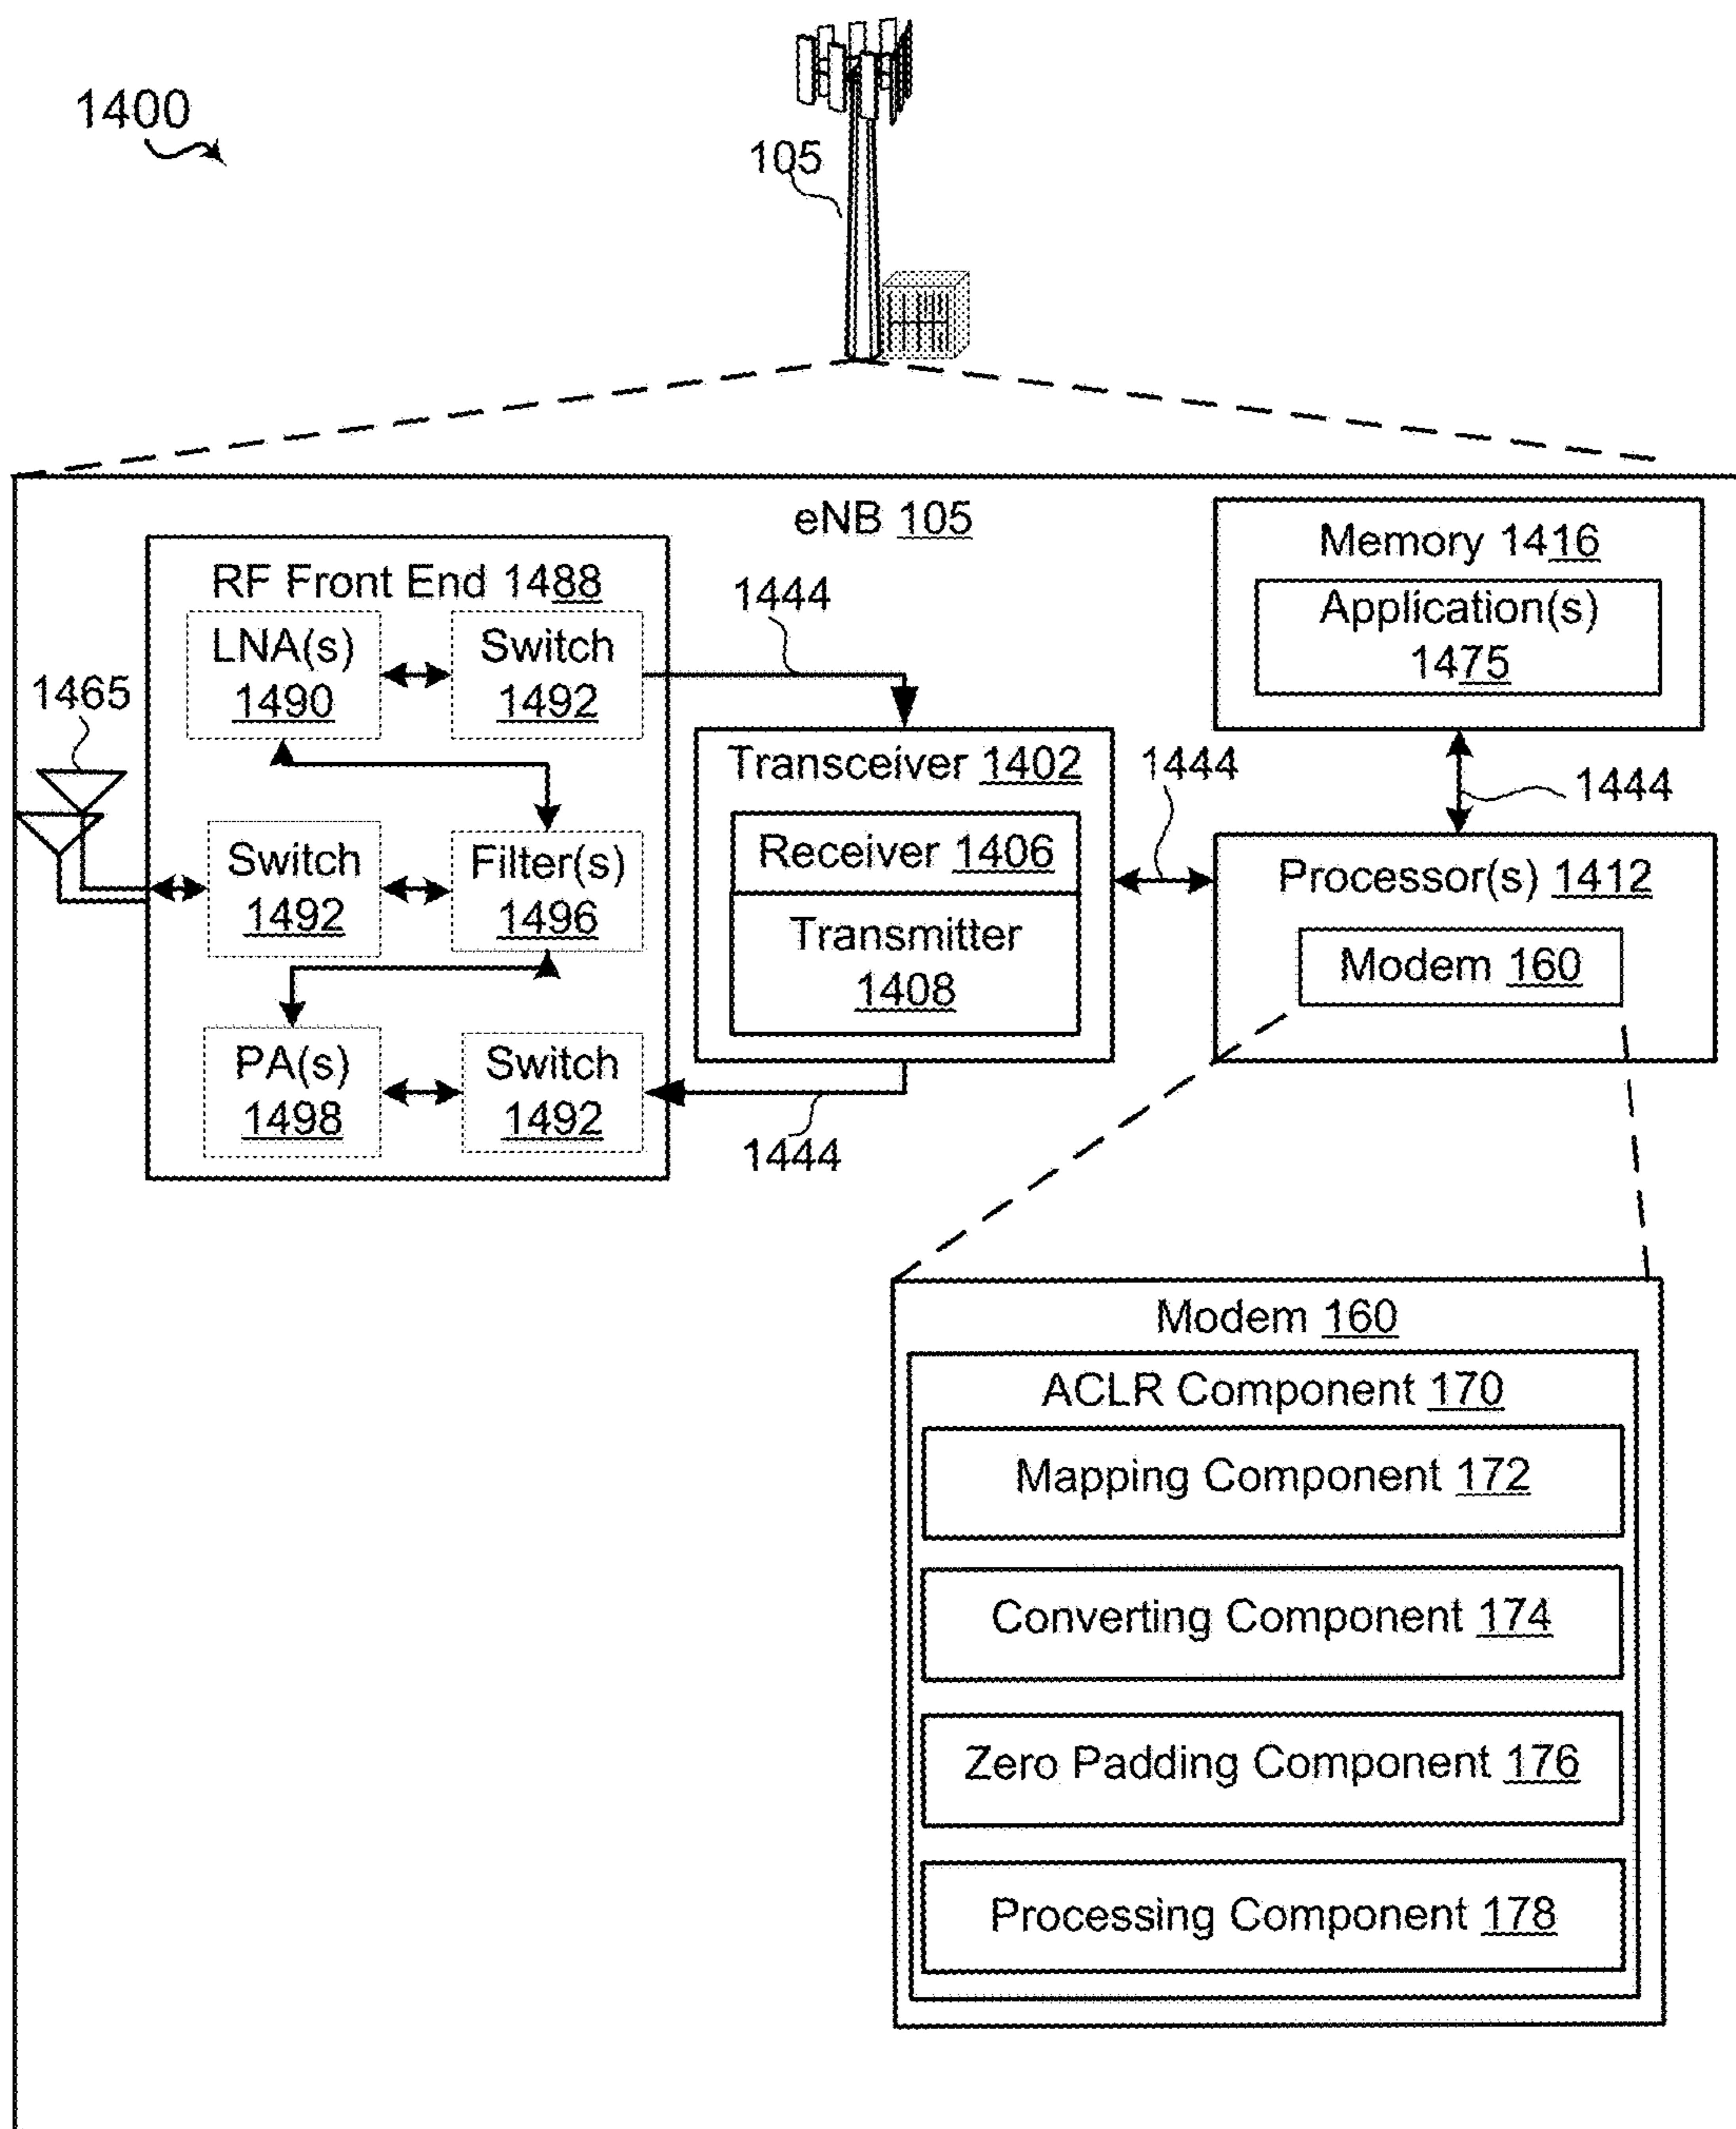 1400
105
eNB 105
RF Front End 1488
LNA(s)
1490
Switch
1492
1444
1465
Switch
1492
Filter(s)
1496
PA(s)
1498
Switch
1492
1444
Transceiver 1402
Receiver 1406
Transmitter
1408
1444
Memory 1416
Application(s)
1475
1444
Processor(s) 1412
Modem 160
Modem 160
ACLR Component 170
Mapping Component 172
Converting Component 174
Zero Padding Component 176
Processing Component 178